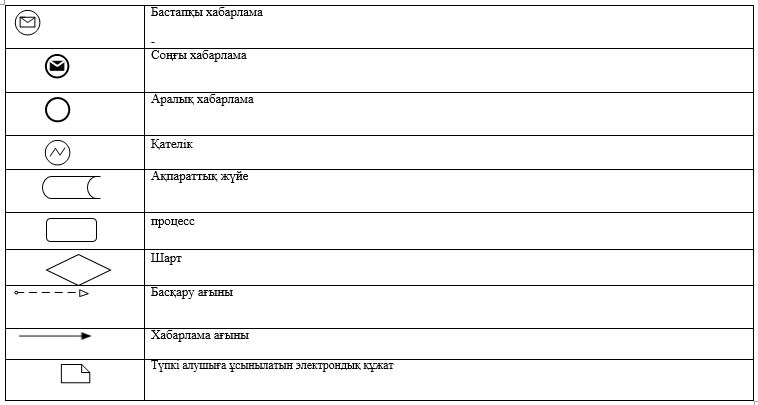 Бастапқы хабарлама
-
Соңғы хабарлама
Аралық хабарлама
Қателік
Ақпараттық жүйе
процесс
Шарт
Басқару ағыны
Хабарлама ағыны
Түпкі алушыға ұсынылатын электрондық құжат